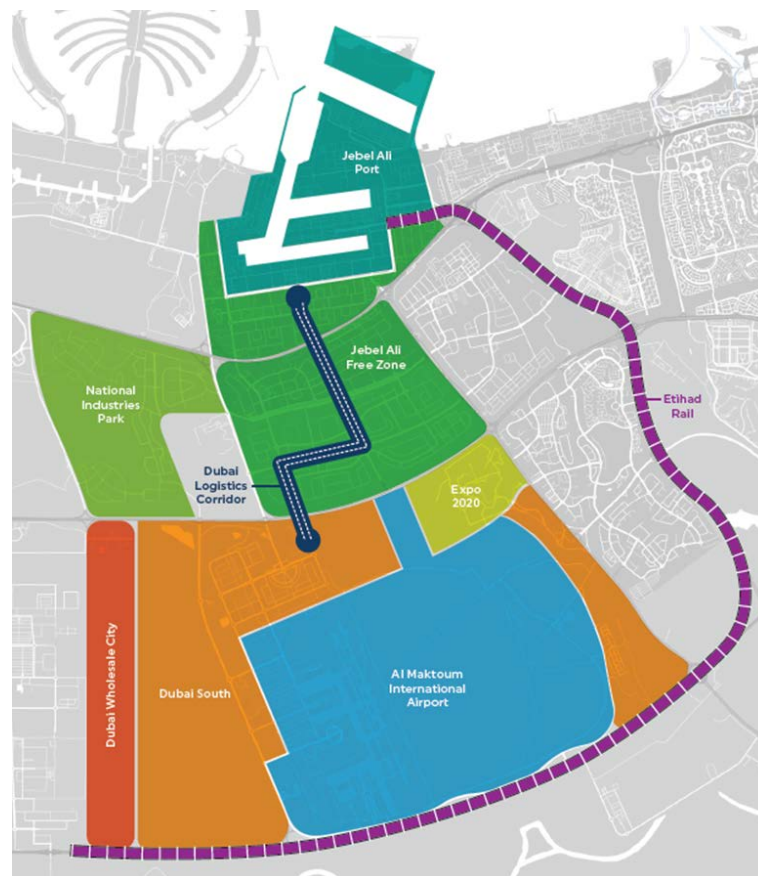 Jebel Ali
Port
Jebel Ali
Free Zone
National
Industries
Park
Etihad
Rail
Dubai
Logistics
Corridor
Expo
2020
Dubai Wholesale City
Dubai South
Al Maktoum
International
Airport